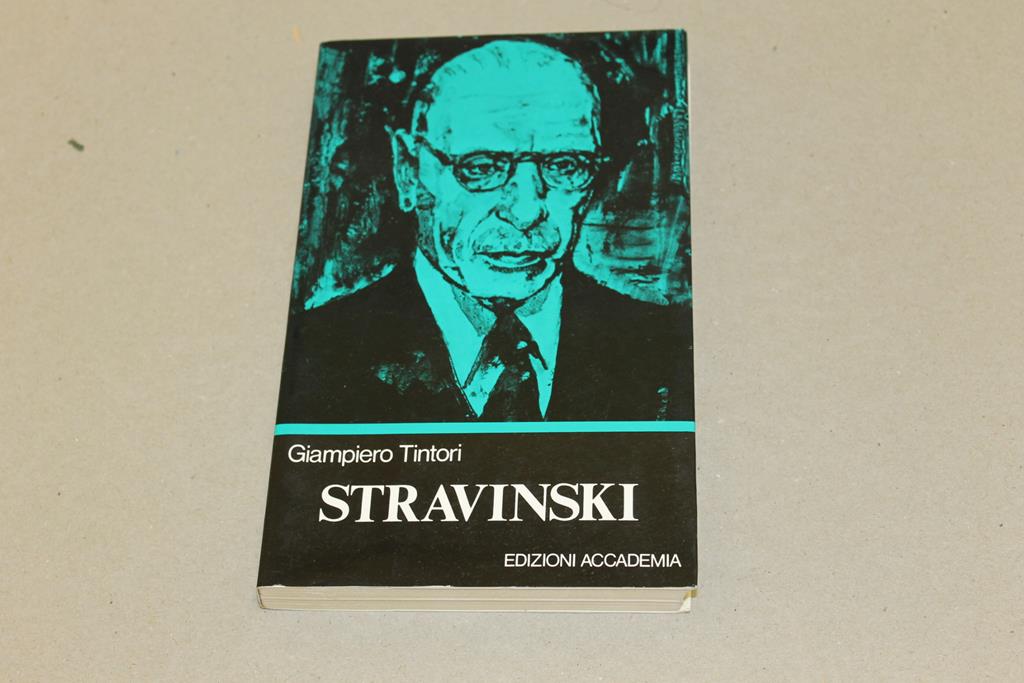 Giampiero Tintori
STRAVINSKI
EDIZIONI ACCADEMIA